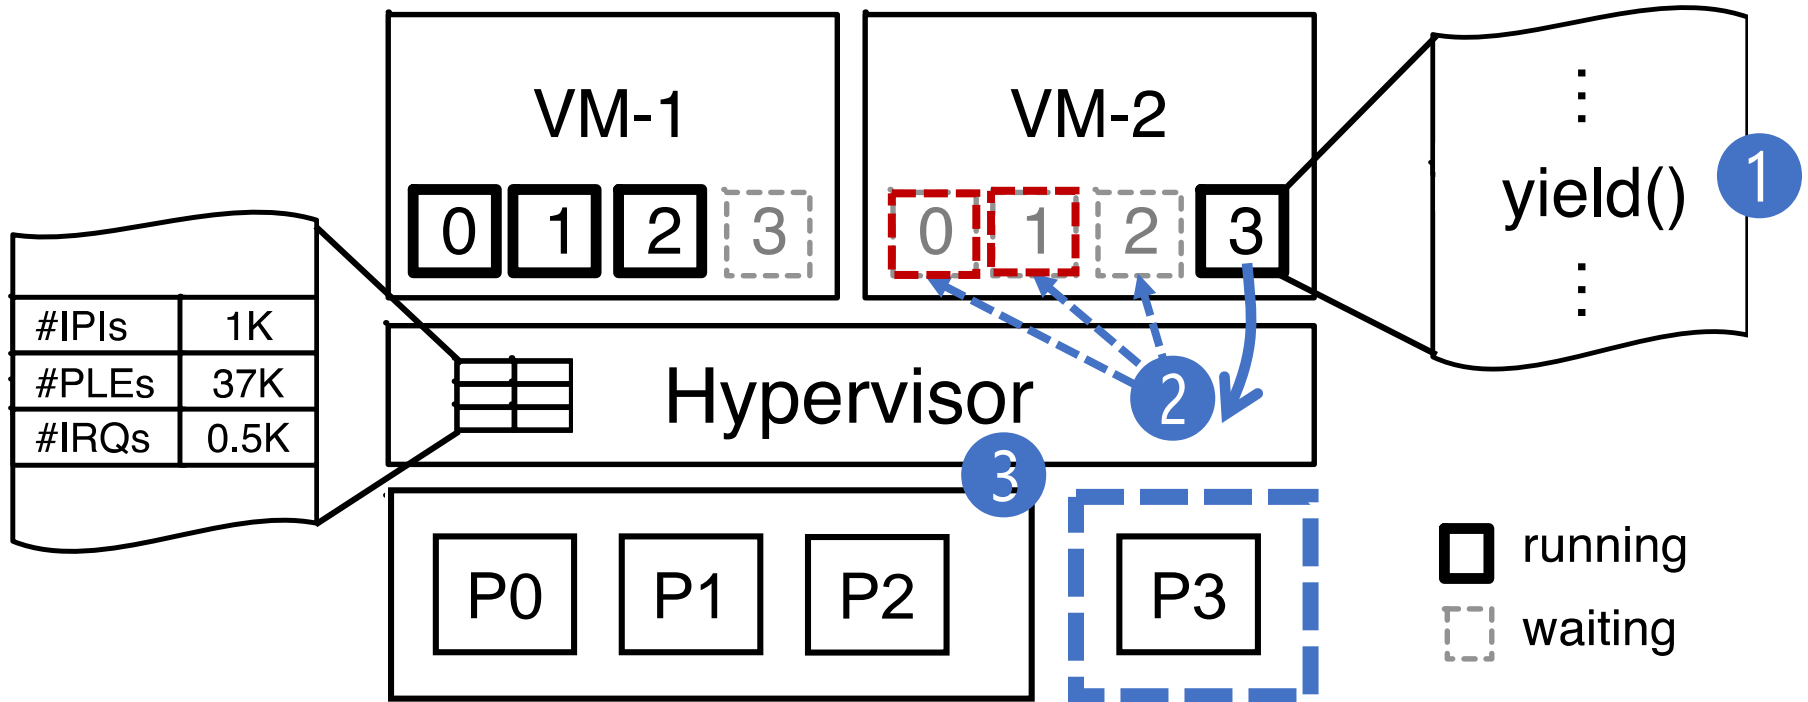 VM-1
0 1 2 3
VM-2
0 1 2 3
⋮
yield()
⋮
1
#IPIs 1K
#PLEs 37K
#IRQs 0.5K
Hypervisor
2
3
P0 P1 P2 P3
running
waiting